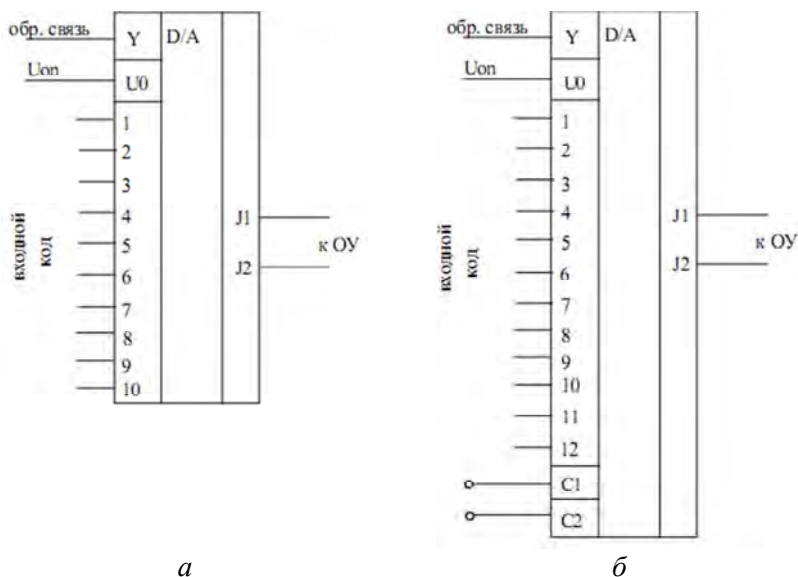 обр. связь
Y
D/A
Uon
U0
1
2
3
4
5
6
7
8
9
10
входной
код
J1
J2
к ОУ
а
обр. связь
Y
D/A
Uon
U0
1
2
3
4
5
6
7
8
9
10
11
12
C1
C2
входной
код
J1
J2
к ОУ
б